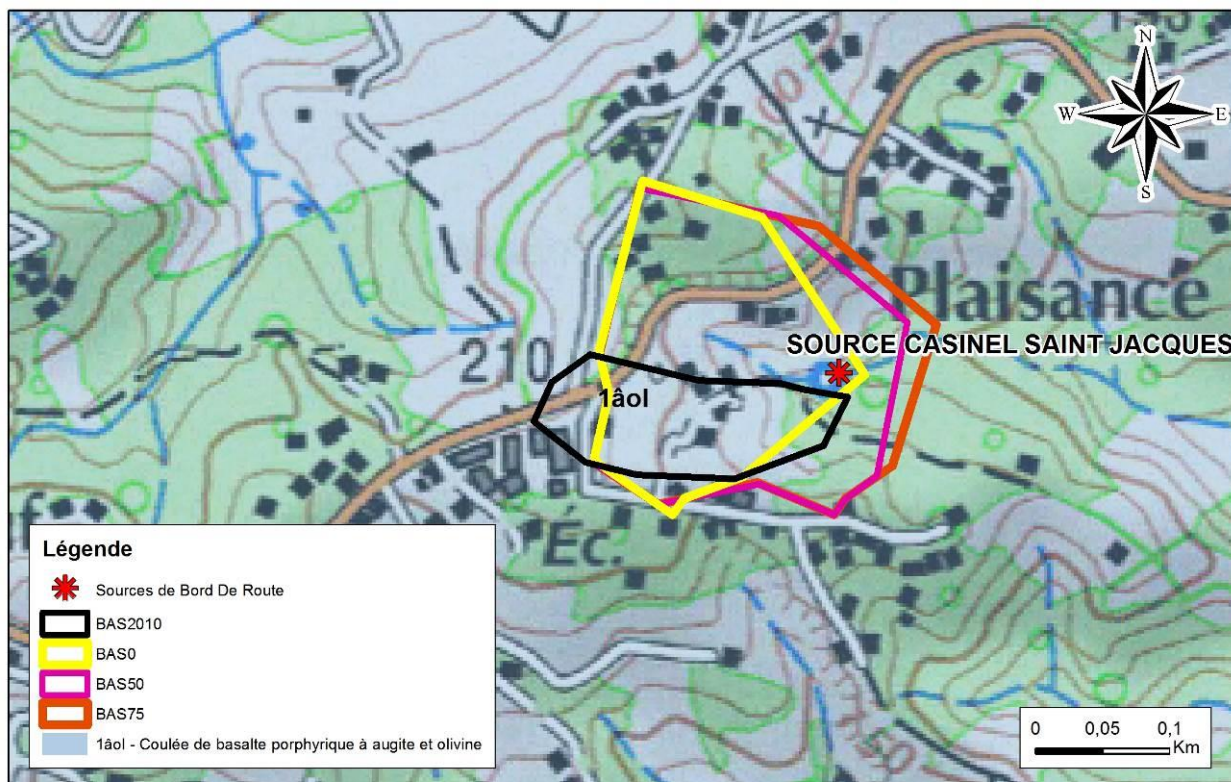 N
W
E
S
Plaisance
SOURCE CASINEL SAINT JACQUES
210
1âol
Éc.
50
Légende
Sources de Bord De Route
BAS2010
BAS0
BAS50
BAS75
1âol - Coulée de basalte porphyrique à augite et olivine
0 0,05 0,1
Km